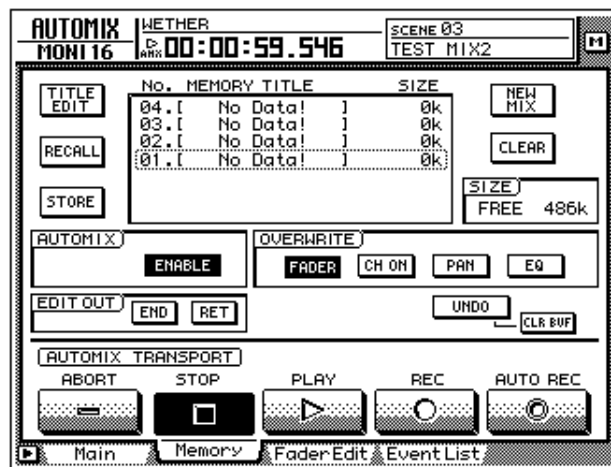 AUTOMIX
MONI 16
WETHER
AMX 00:00:59.546
SCENE 03
TEST MIX2
M
TITLE EDIT
RECALL
STORE
No. MEMORY TITLE SIZE
04.[ No Data! ] 0k
03.[ No Data! ] 0k
02.[ No Data! ] 0k
01.[ No Data! ] 0k
NEW MIX
CLEAR
SIZE
FREE 486k
AUTOMIX
ENABLE
OVERWRITE
FADER CH ON PAN EQ
EDIT OUT END RET
UNDO
CLR BUF
AUTOMIX TRANSPORT
ABORT STOP PLAY REC AUTO REC
Main Memory Fader Edit Event List